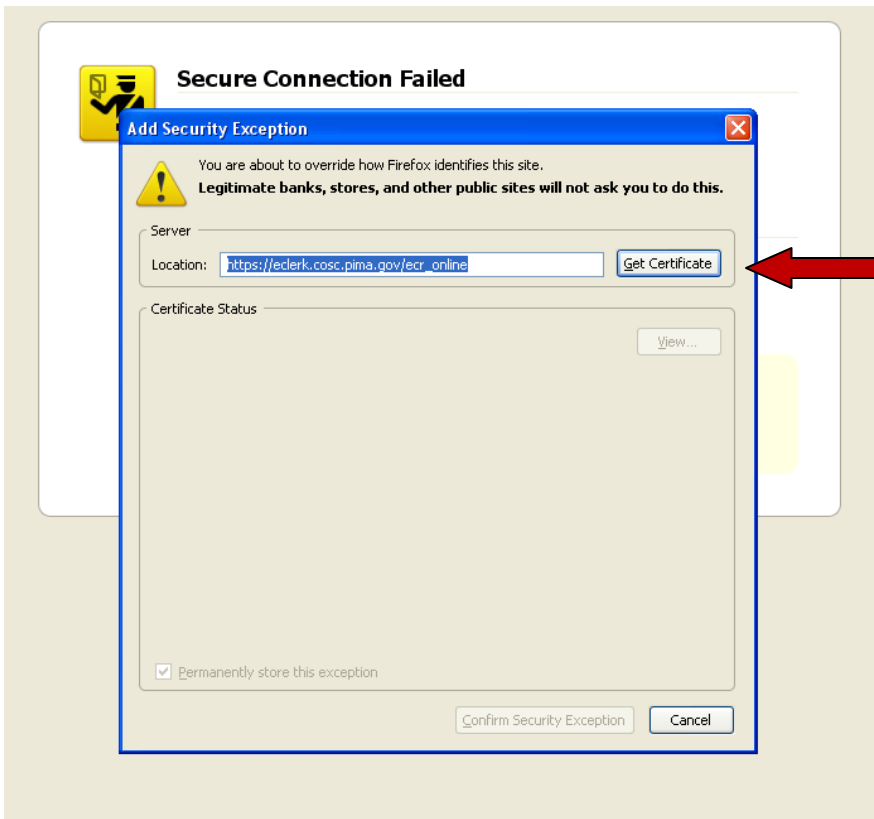 Secure Connection Failed
Add Security Exception
You are about to override how Firefox identifies this site.
Legitimate banks, stores, and other public sites will not ask you to do this.
Server
Location: https://eclerk.cosc.pima.gov/ecr_online Get Certificate
Certificate Status
View...
Permanently store this exception
Confirm Security Exception Cancel